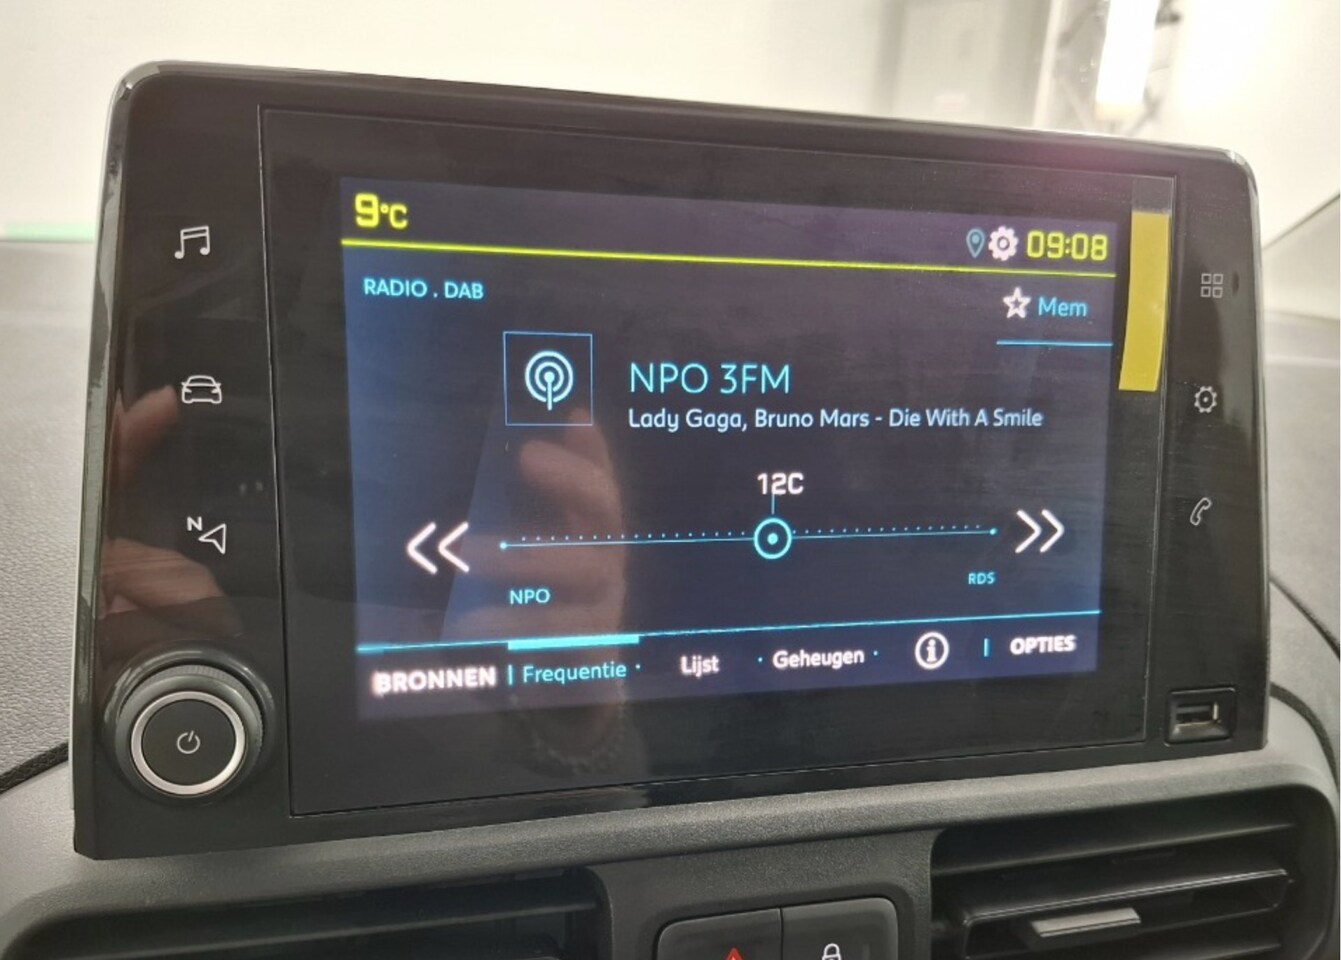 9°C
09:08
RADIO . DAB
Mem
NPO 3FM
Lady Gaga, Bruno Mars - Die With A Smile
12C
N
NPO
RDS
BRONNEN | Frequentie · Lijst · Geheugen · | OPTIES